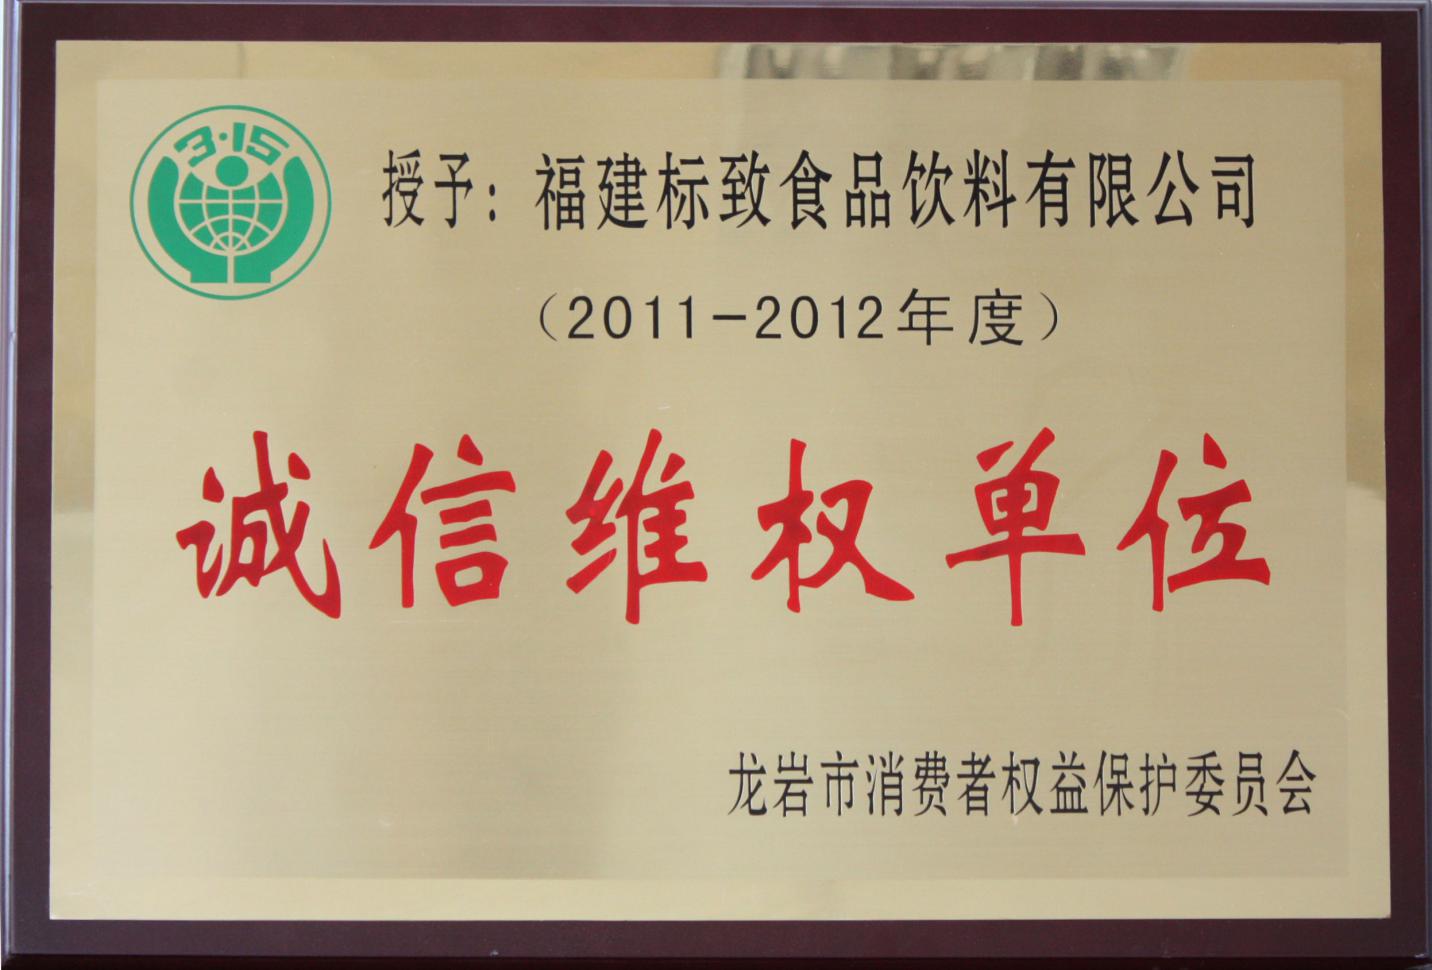 3·15
授予：福建标致食品饮料有限公司
（2011-2012年度）
诚信维权单位
龙岩市消费者权益保护委员会